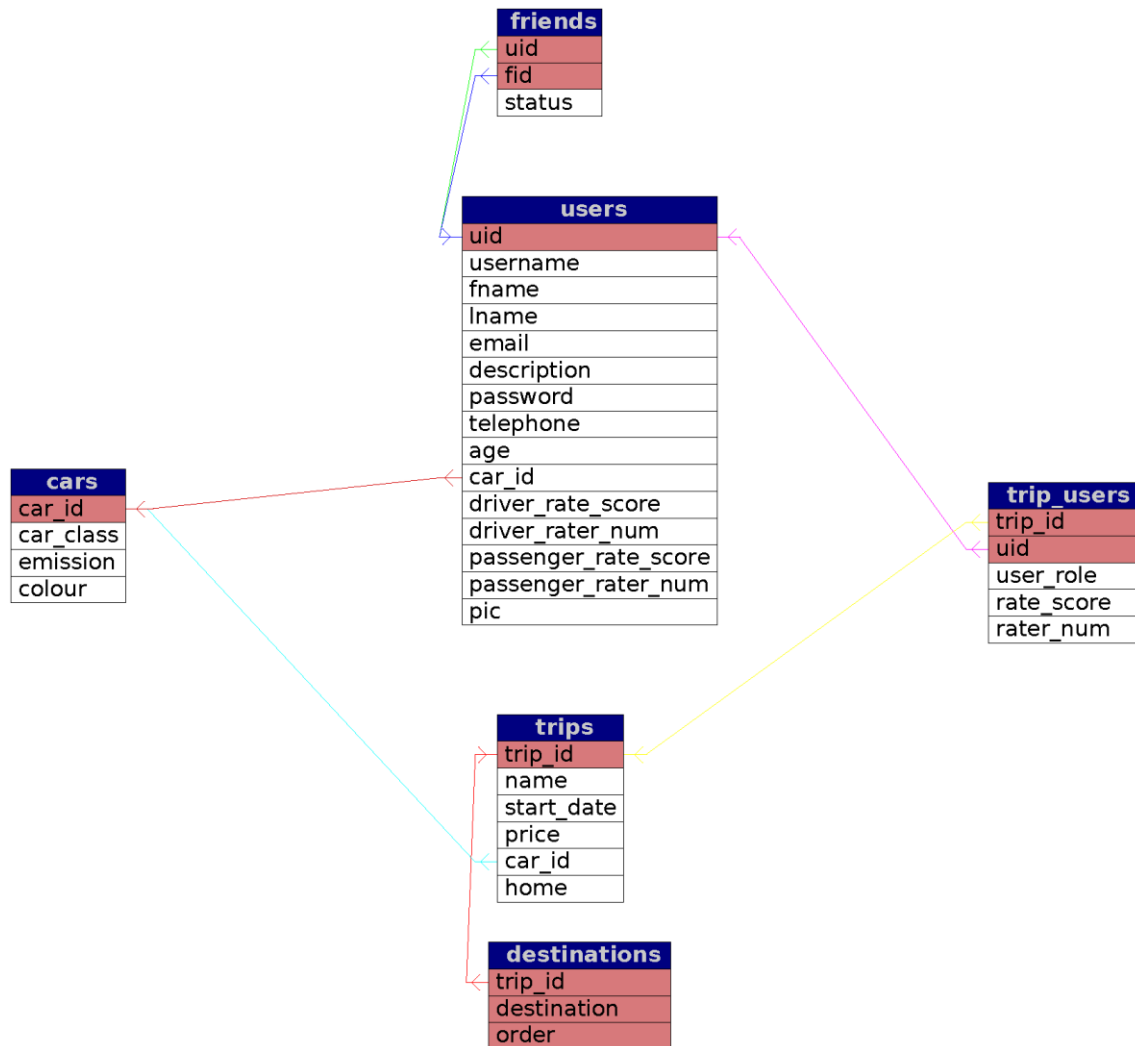 friends
uid
fid
status
users
uid
username
fname
lname
email
description
password
telephone
age
car_id
driver_rate_score
driver_rater_num
passenger_rate_score
passenger_rater_num
pic
cars
car_id
car_class
emission
colour
trip_users
trip_id
uid
user_role
rate_score
rater_num
trips
trip_id
name
start_date
price
car_id
home
destinations
trip_id
destination
order